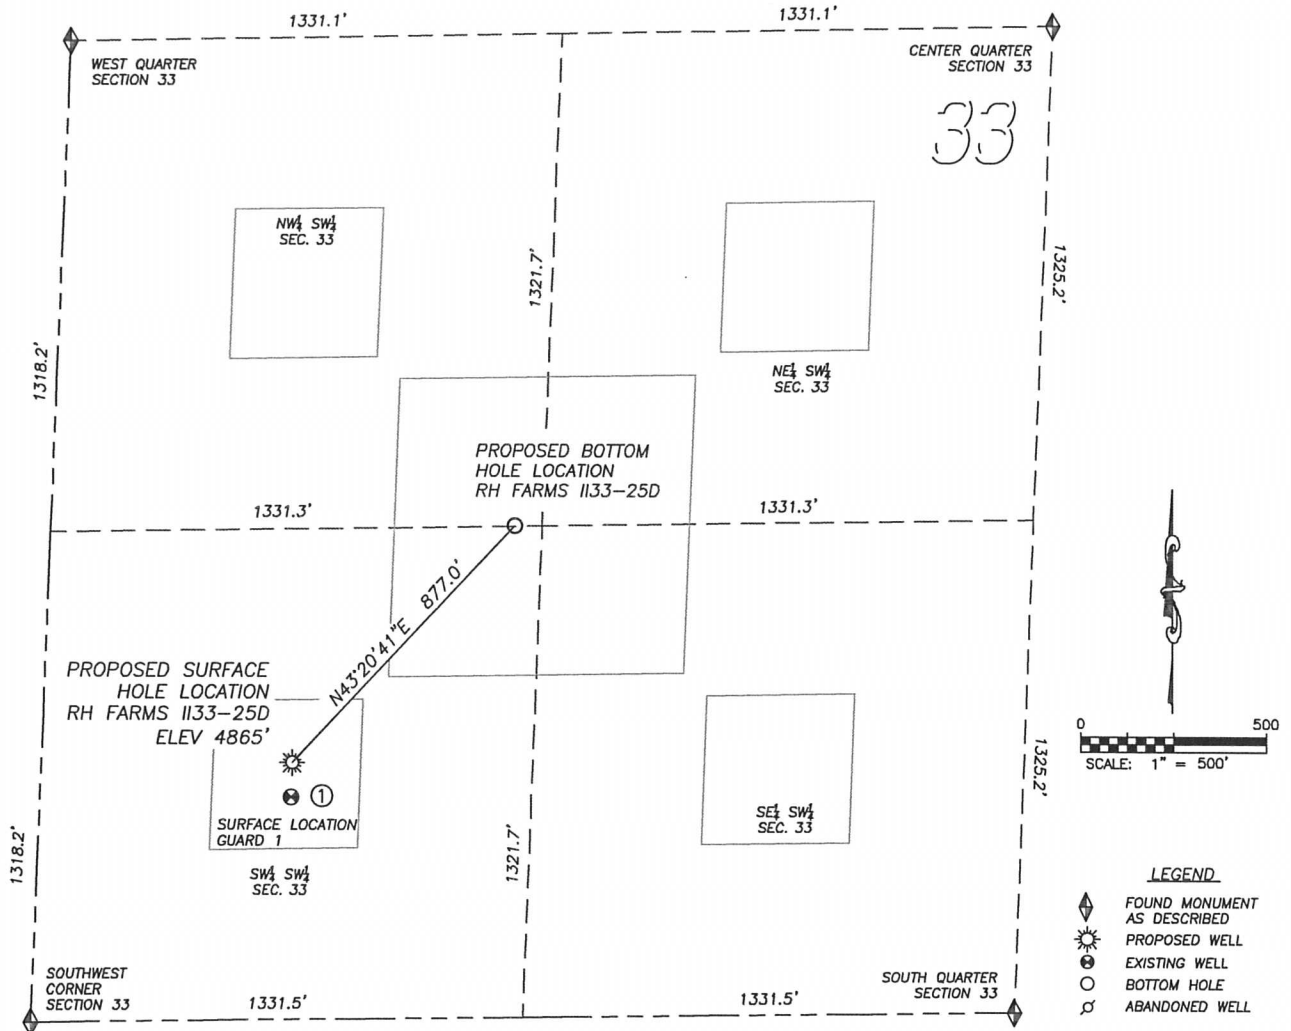 1331.1'
1331.1'
WEST QUARTER
SECTION 33
CENTER QUARTER
SECTION 33
33
NW¼ SW¼
SEC. 33
1321.7'
1325.2'
1318.2'
NE¼ SW¼
SEC. 33
PROPOSED BOTTOM
HOLE LOCATION
RH FARMS II33-25D
1331.3'
1331.3'
N43°20'41"E 877.0'
PROPOSED SURFACE
HOLE LOCATION
RH FARMS II33-25D
ELEV 4865'
1
SURFACE LOCATION
GUARD 1
SW¼ SW¼
SEC. 33
1318.2'
1321.7'
SE¼ SW¼
SEC. 33
1325.2'
0 500
SCALE: 1" = 500'
LEGEND
FOUND MONUMENT
AS DESCRIBED
PROPOSED WELL
EXISTING WELL
BOTTOM HOLE
ABANDONED WELL
SOUTHWEST
CORNER
SECTION 33
1331.5'
1331.5'
SOUTH QUARTER
SECTION 33